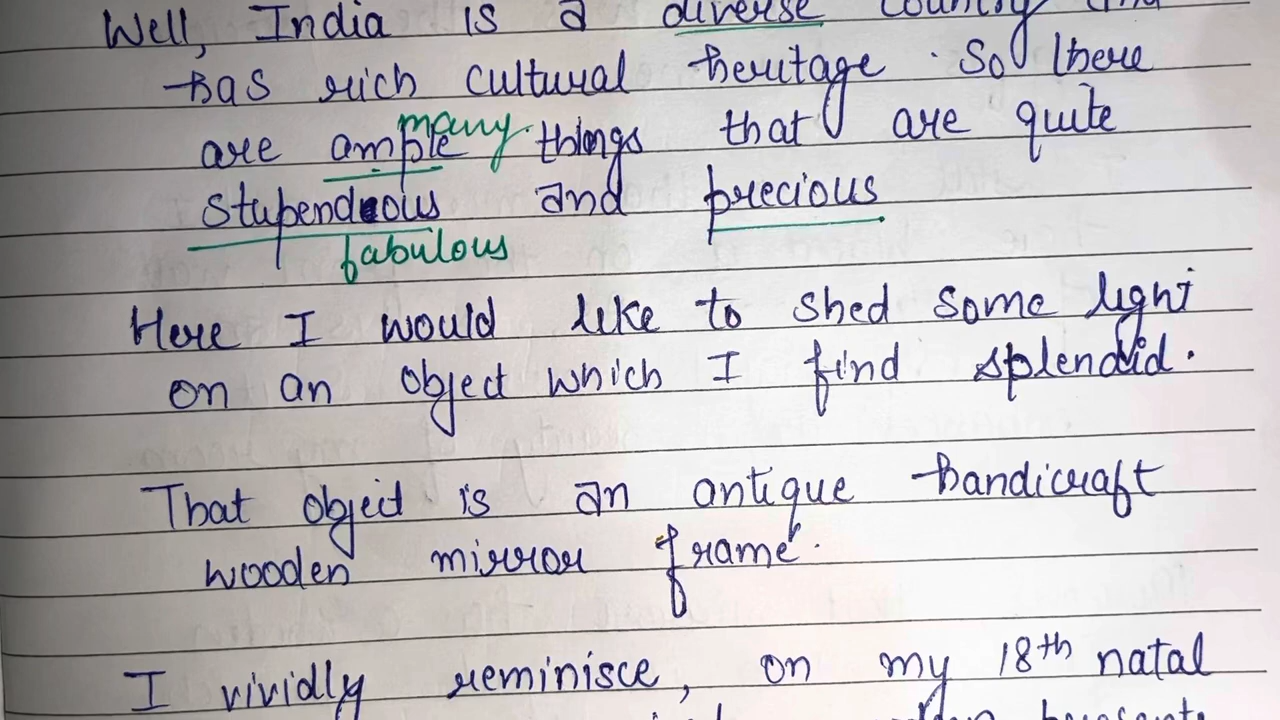 Well, India is a diverse country and
has rich cultural heritage. So there
many.
are ample things that are quite
stupendous and precious
fabulous
Here I would like to shed some light
on an object which I find splendid.
That object is an antique handicraft
wooden mirror frame.
I vividly reminisce, on my 18th natal